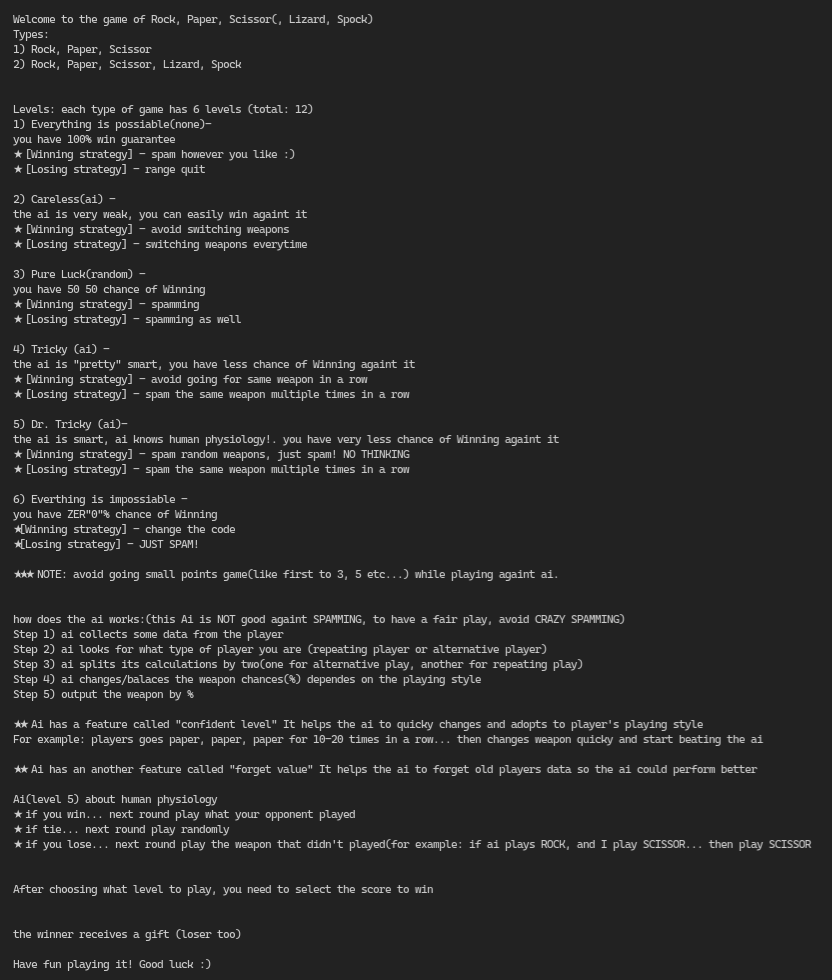 Welcome to the game of Rock, Paper, Scissor(, Lizard, Spock)
Types:
1) Rock, Paper, Scissor
2) Rock, Paper, Scissor, Lizard, Spock
Levels: each type of game has 6 levels (total: 12)
1) Everything is possiable(none)-
you have 100% win guarantee
★ [Winning strategy] - spam however you like :)
★ [Losing strategy] - range quit
2) Careless(ai) -
the ai is very weak, you can easily win againt it
★ [Winning strategy] - avoid switching weapons
★ [Losing strategy] - switching weapons everytime
3) Pure Luck(random) -
you have 50 50 chance of Winning
★ [Winning strategy] - spamming
★ [Losing strategy] - spamming as well
4) Tricky (ai) -
the ai is "pretty" smart, you have less chance of Winning againt it
★ [Winning strategy] - avoid going for same weapon in a row
★ [Losing strategy] - spam the same weapon multiple times in a row
5) Dr. Tricky (ai)-
the ai is smart, ai knows human physiology!. you have very less chance of Winning againt it
★ [Winning strategy] - spam random weapons, just spam! NO THINKING
★ [Losing strategy] - spam the same weapon multiple times in a row
6) Everthing is impossiable -
you have ZER"0"% chance of Winning
★[Winning strategy] - change the code
★[Losing strategy] - JUST SPAM!
★★★ NOTE: avoid going small points game(like first to 3, 5 etc...) while playing againt ai.
how does the ai works:(this Ai is NOT good againt SPAMMING, to have a fair play, avoid CRAZY SPAMMING)
Step 1) ai collects some data from the player
Step 2) ai looks for what type of player you are (repeating player or alternative player)
Step 3) ai splits its calculations by two(one for alternative play, another for repeating play)
Step 4) ai changes/balaces the weapon chances(%) dependes on the playing style
Step 5) output the weapon by %
★★ Ai has a feature called "confident level" It helps the ai to quicky changes and adopts to player's playing style
For example: players goes paper, paper, paper for 10-20 times in a row... then changes weapon quicky and start beating the ai
★★ Ai has an another feature called "forget value" It helps the ai to forget old players data so the ai could perform better
Ai(level 5) about human physiology
★ if you win... next round play what your opponent played
★ if tie... next round play randomly
★ if you lose... next round play the weapon that didn't played(for example: if ai plays ROCK, and I play SCISSOR... then play SCISSOR
After choosing what level to play, you need to select the score to win
the winner receives a gift (loser too)
Have fun playing it! Good luck :)